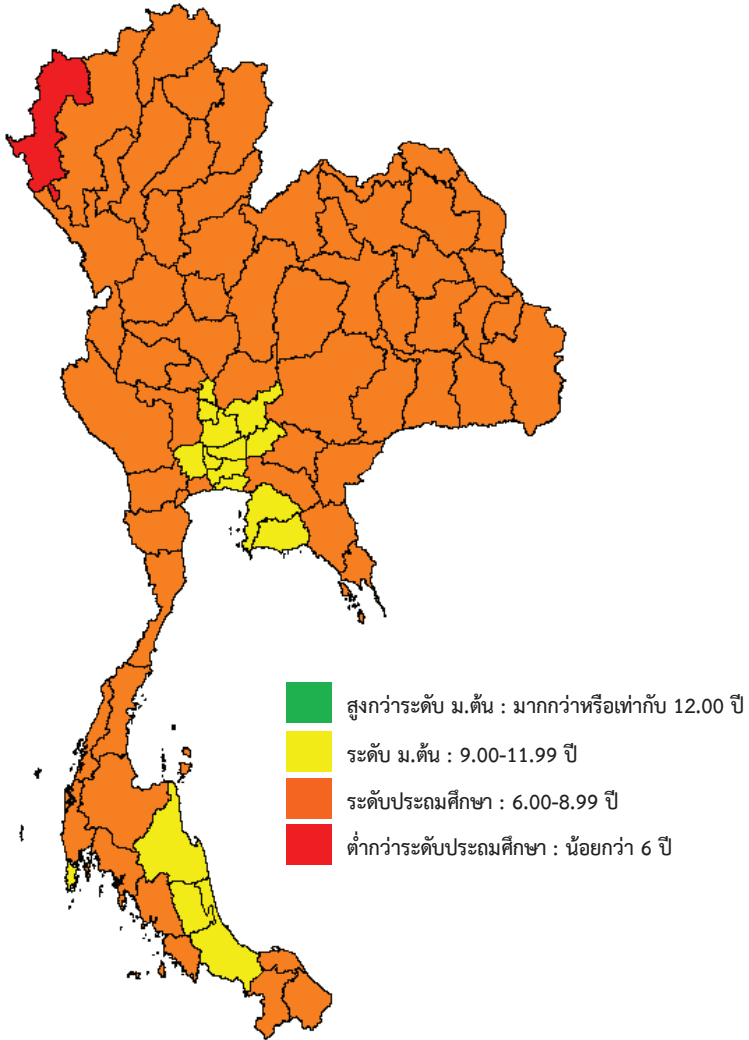 สูงกว่าระดับ ม.ต้น : มากกว่าหรือเท่ากับ 12.00 ปี
ระดับ ม.ต้น : 9.00-11.99 ปี
ระดับประถมศึกษา : 6.00-8.99 ปี
ต่ำกว่าระดับประถมศึกษา : น้อยกว่า 6 ปี